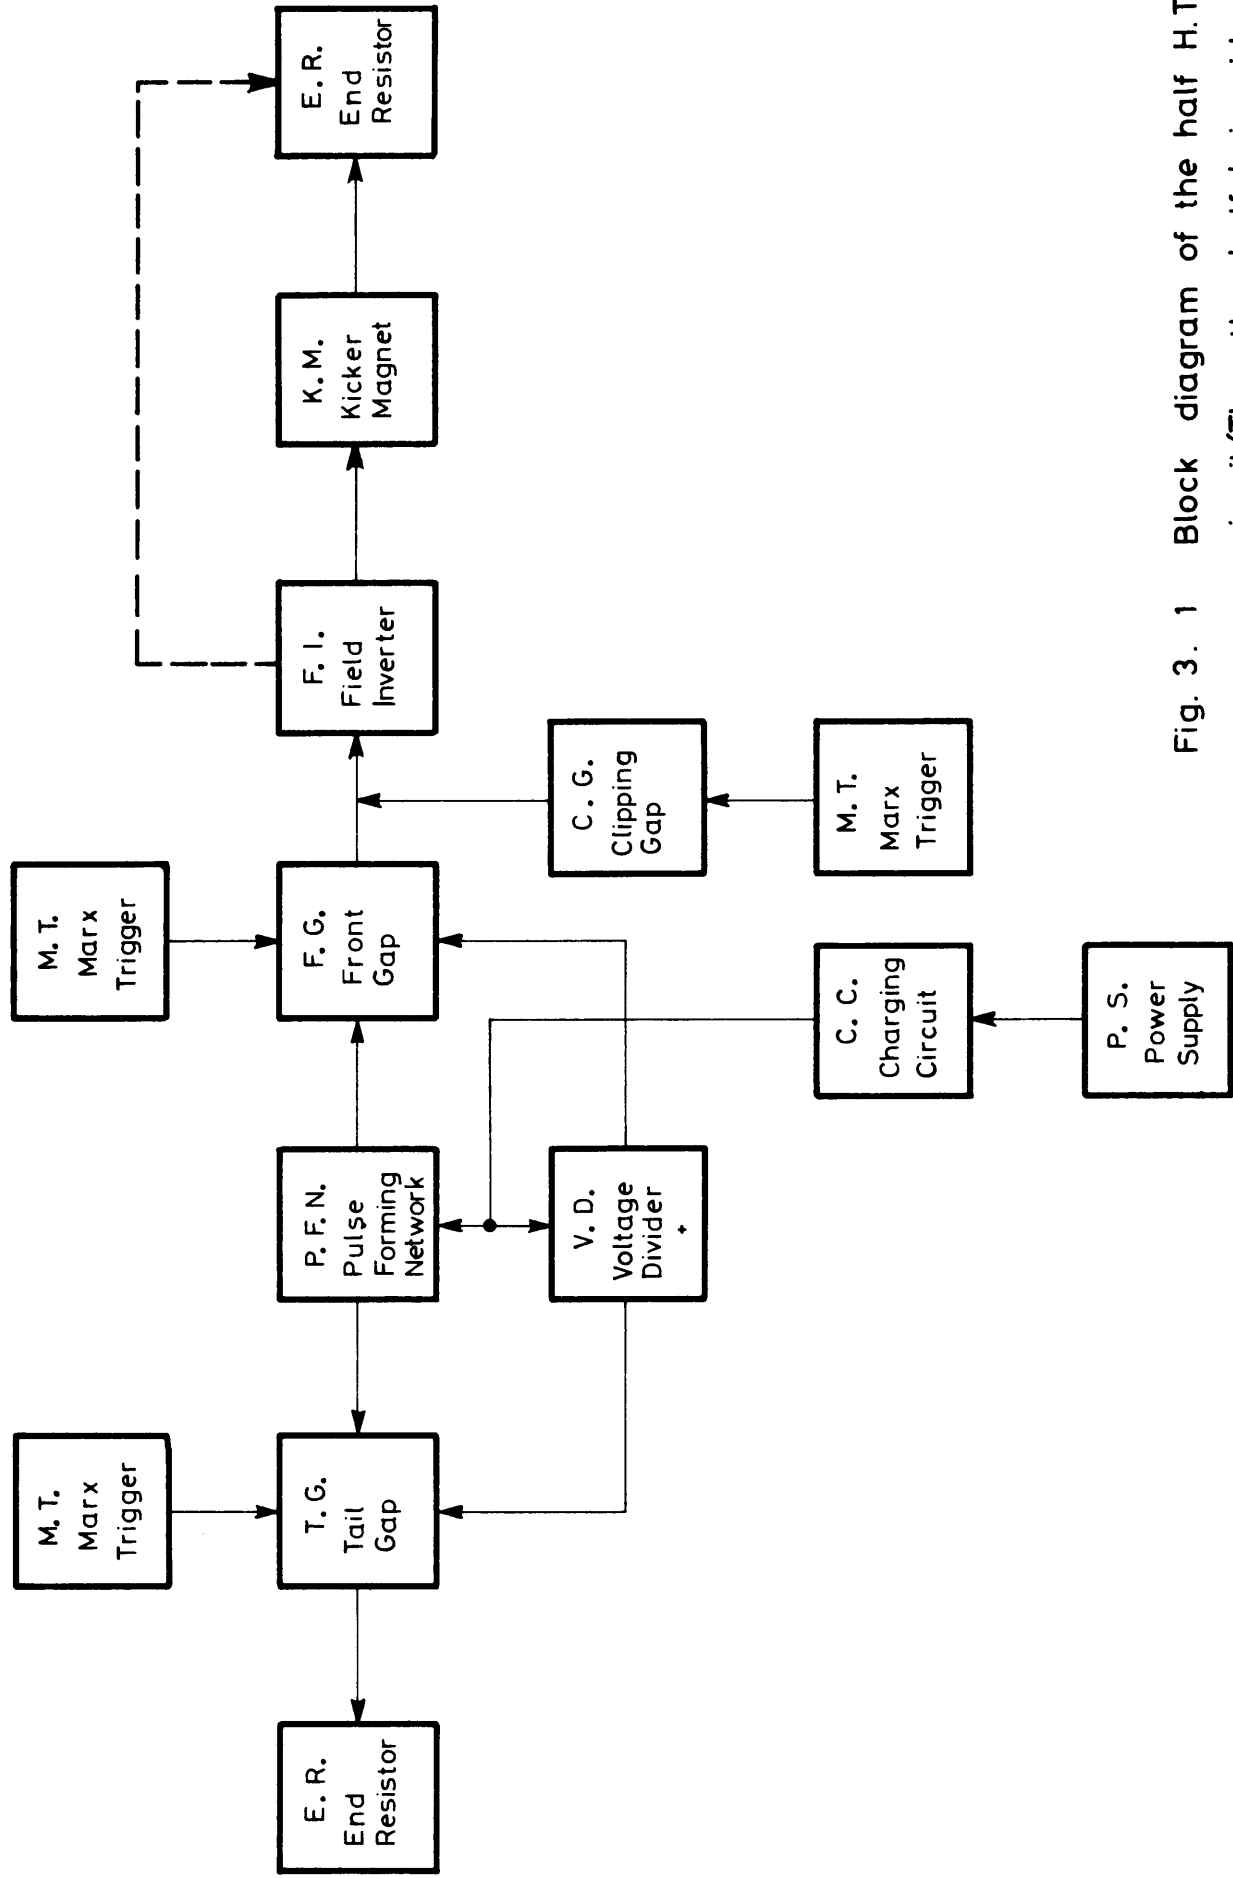 M.T.
Marx
Trigger
M.T.
Marx
Trigger
E.R.
End
Resistor
T.G.
Tail
Gap
P.F.N.
Pulse
Forming
Network
F.G.
Front
Gap
F.I.
Field
Inverter
K.M.
Kicker
Magnet
E.R.
End
Resistor
V.D.
Voltage
Divider
+
C.G.
Clipping
Gap
C.C.
Charging
Circuit
M.T.
Marx
Trigger
P.S.
Power
Supply
Fig. 3.1 Block diagram of the half H.T